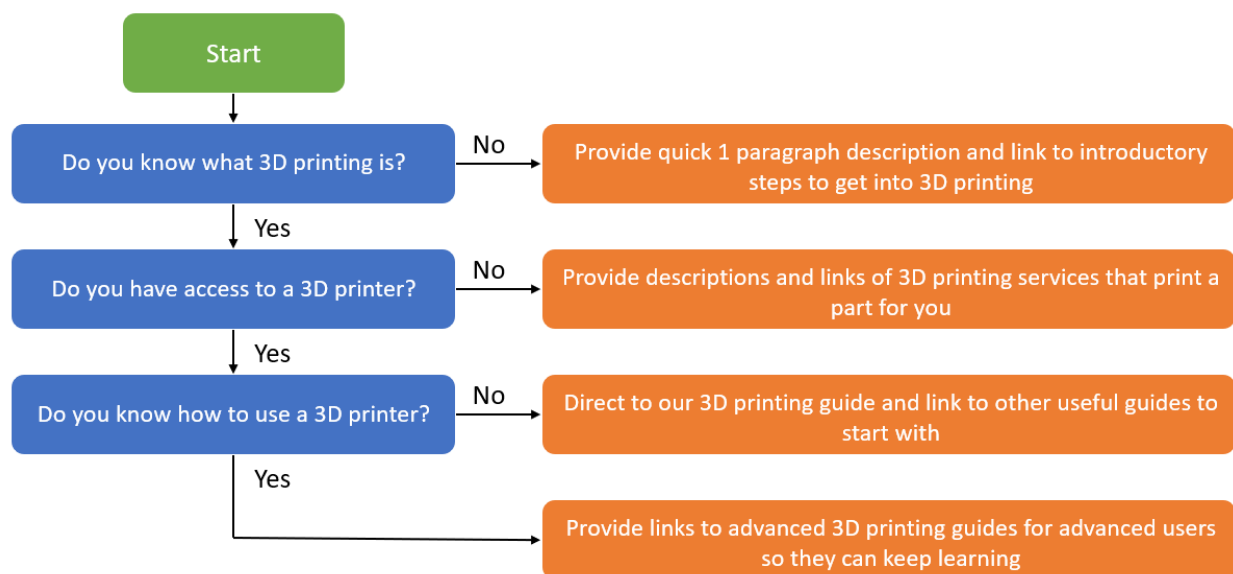 Start
Do you know what 3D printing is?
No
Provide quick 1 paragraph description and link to introductory
steps to get into 3D printing
Yes
Do you have access to a 3D printer?
No
Provide descriptions and links of 3D printing services that print a
part for you
Yes
Do you know how to use a 3D printer?
No
Direct to our 3D printing guide and link to other useful guides to
start with
Yes
Provide links to advanced 3D printing guides for advanced users
so they can keep learning